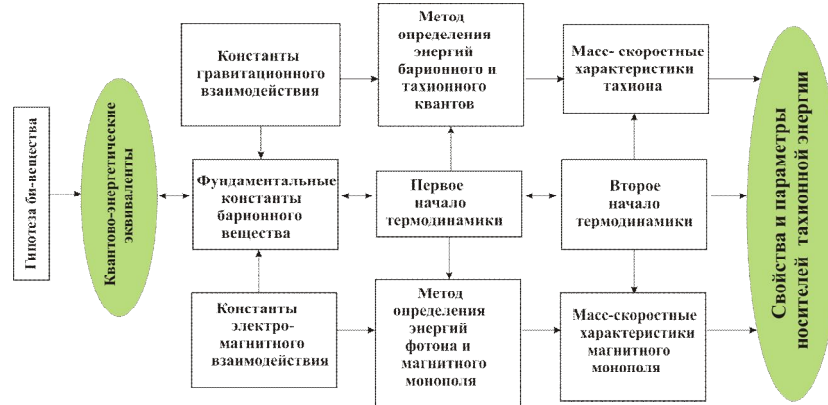 Гипотеза би-вещества
Квантово-энергетические
эквиваленты
Константы
гравитационного
взаимодействия
Фундаментальные
константы
барионного
вещества
Константы
электро-
магнитного
взаимодействия
Метод
определения
энергий
барионного и
тахионного
квантов
Первое
начало
термодинамики
Метод
определения
энергий
фотона и
магнитного
монополя
Масс- скоростные
характеристики
тахиона
Второе
начало
термодинамики
Масс-скоростные
характеристики
магнитного
монополя
Свойства и параметры
носителей тахионной энергии